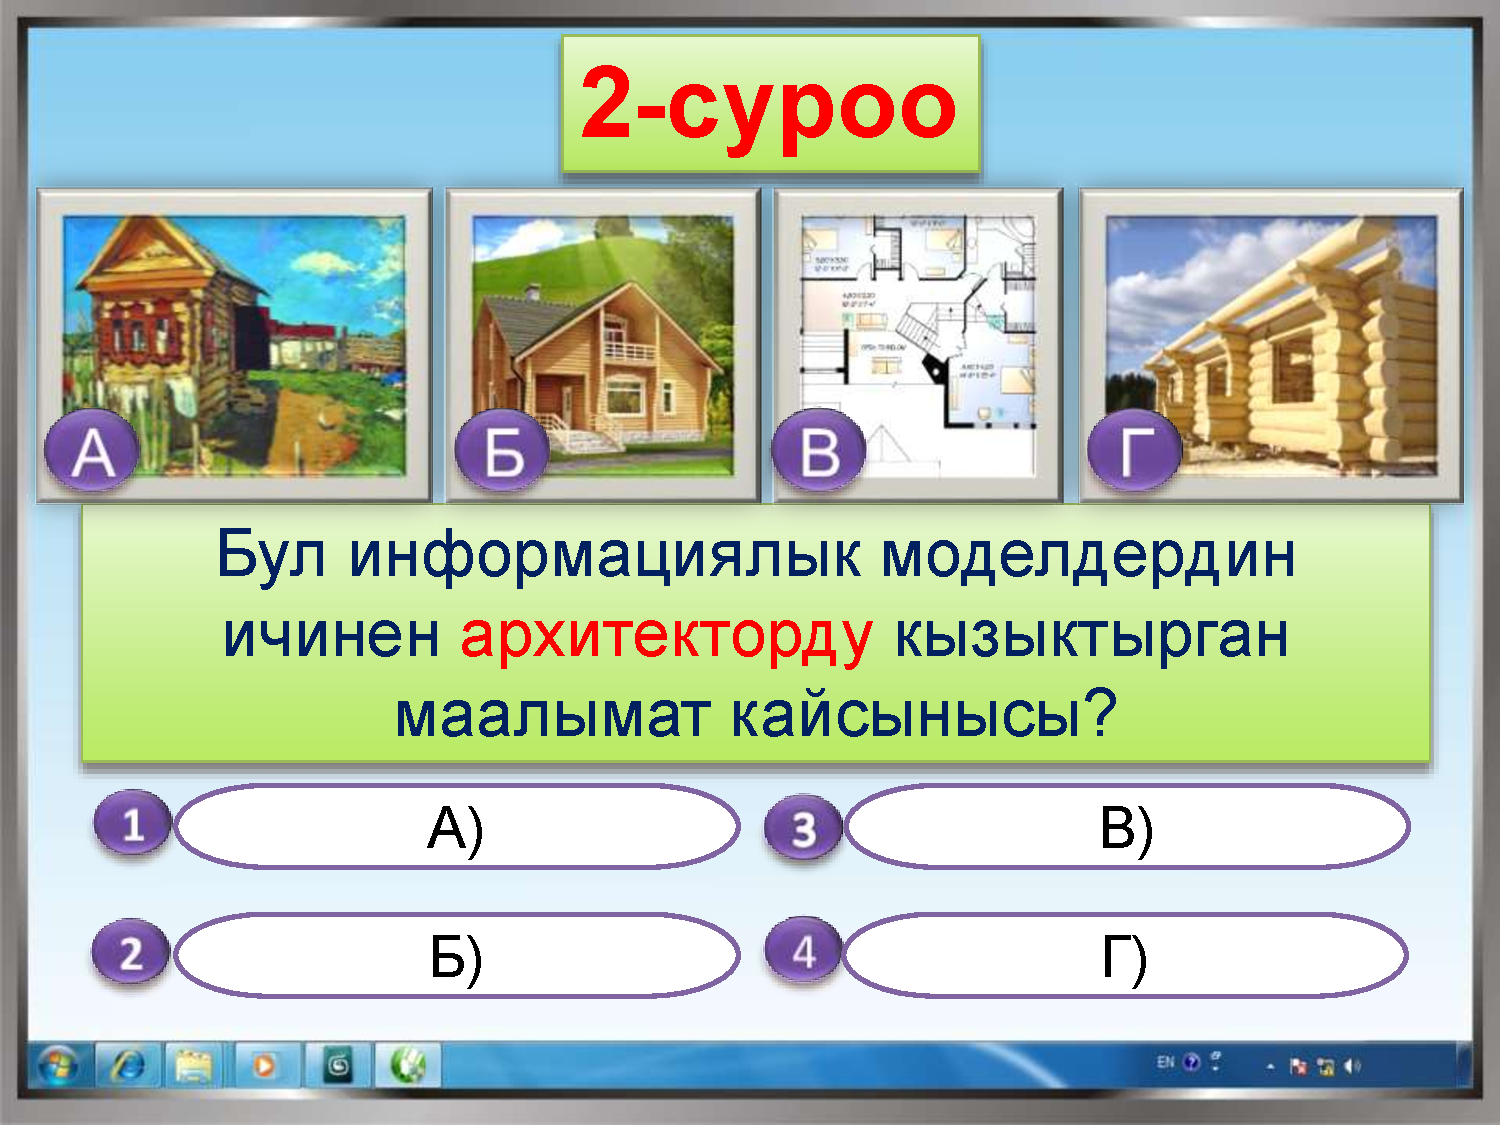 2-суроо
А
Б
В
Г
Бул информациялык моделдердин
ичинен архитекторду кызыктырган
маалымат кайсынысы?
1 А)
3 В)
2 Б)
4 Г)
EN